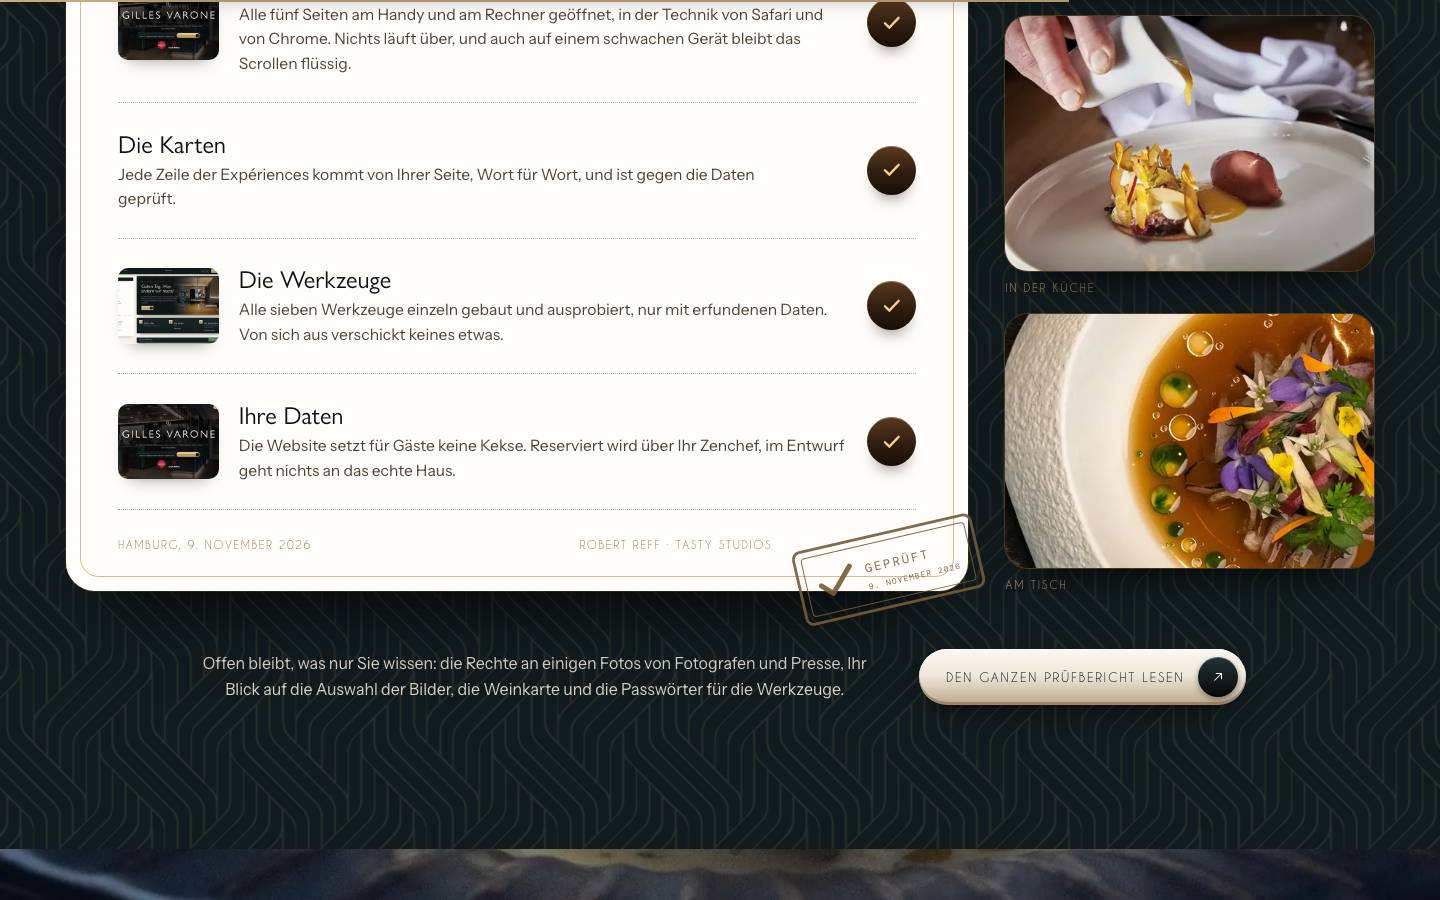 GILLES VARONE
Alle fünf Seiten am Handy und am Rechner geöffnet, in der Technik von Safari und
von Chrome. Nichts läuft über, und auch auf einem schwachen Gerät bleibt das
Scrollen flüssig.
Die Karten
Jede Zeile der Expériences kommt von Ihrer Seite, Wort für Wort, und ist gegen die Daten
geprüft.
Die Werkzeuge
Alle sieben Werkzeuge einzeln gebaut und ausprobiert, nur mit erfundenen Daten.
Von sich aus verschickt keines etwas.
GILLES VARONE
Ihre Daten
Die Website setzt für Gäste keine Kekse. Reserviert wird über Ihr Zenchef, im Entwurf
geht nichts an das echte Haus.
HAMBURG, 9. NOVEMBER 2026
ROBERT REFF · TASTY STUDIOS
GEPRÜFT
9. NOVEMBER 2026
IN DER KÜCHE
AM TISCH
Offen bleibt, was nur Sie wissen: die Rechte an einigen Fotos von Fotografen und Presse, Ihr
Blick auf die Auswahl der Bilder, die Weinkarte und die Passwörter für die Werkzeuge.
DEN GANZEN PRÜFBERICHT LESEN